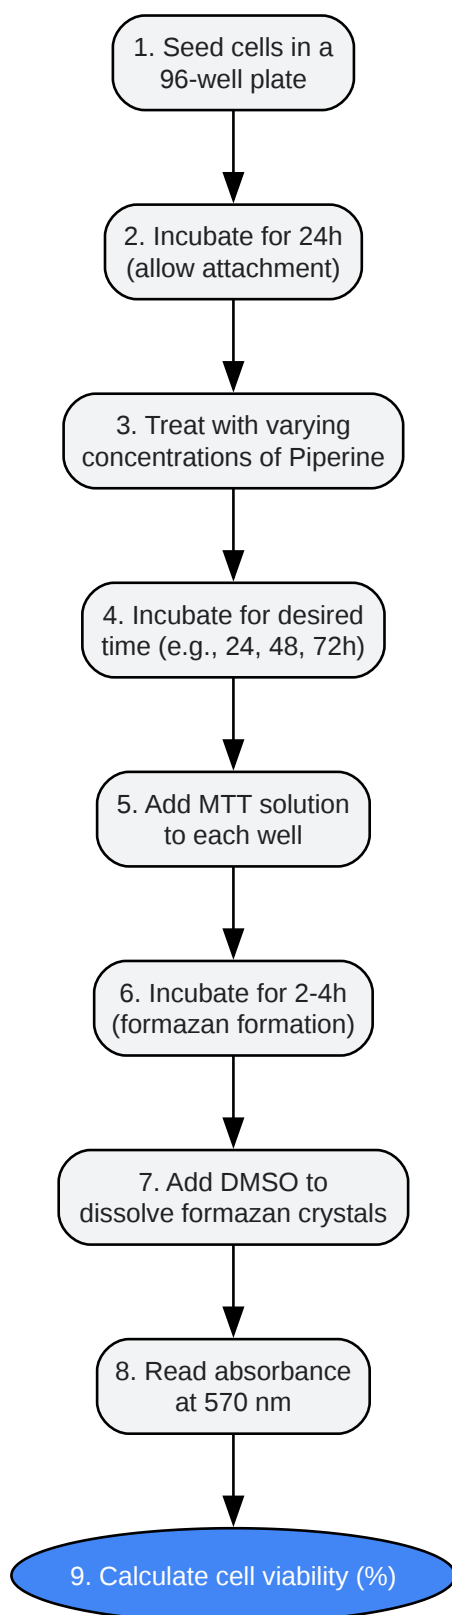 1. Seed cells in a
96-well plate
2. Incubate for 24h
(allow attachment)
3. Treat with varying
concentrations of Piperine
4. Incubate for desired
time (e.g., 24, 48, 72h)
5. Add MTT solution
to each well
6. Incubate for 2-4h
(formazan formation)
7. Add DMSO to
dissolve formazan crystals
8. Read absorbance
at 570 nm
9. Calculate cell viability (%)